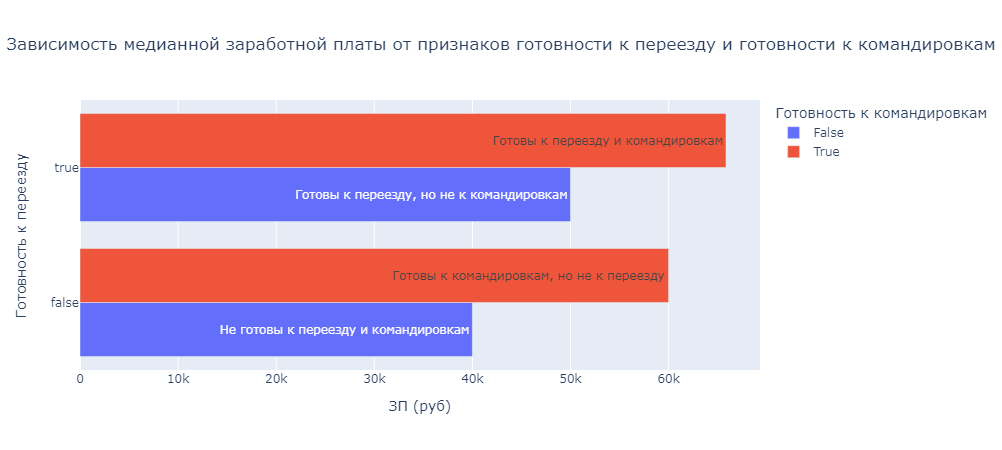 Зависимость медианной заработной платы от признаков готовности к переезду и готовности к командировкам
Готовность к командировкам
False
True
Готовность к переезду
true
Готовы к переезду и командировкам
Готовы к переезду, но не к командировкам
false
Готовы к командировкам, но не к переезду
Не готовы к переезду и командировкам
0 10k 20k 30k 40k 50k 60k
ЗП (руб)